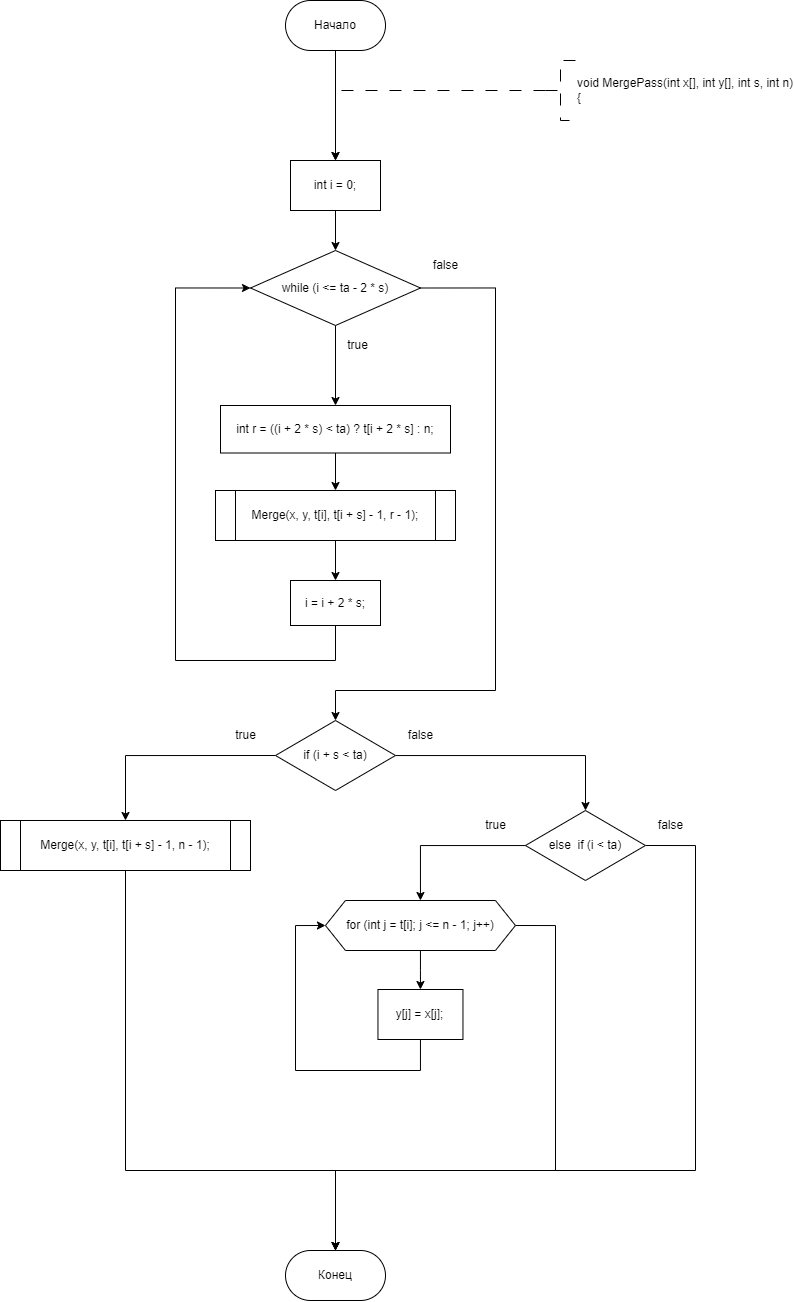 Начало
void MergePass(int x[], int y[], int s, int n)
{
int i = 0;
false
while (i <= ta - 2 * s)
true
int r = ((i + 2 * s) < ta) ? t[i + 2 * s] : n;
Merge(x, y, t[i], t[i + s] - 1, r - 1);
i = i + 2 * s;
true
false
if (i + s < ta)
true
false
Merge(x, y, t[i], t[i + s] - 1, n - 1);
else  if (i < ta)
for (int j = t[i]; j <= n - 1; j++)
y[j] = x[j];
Конец